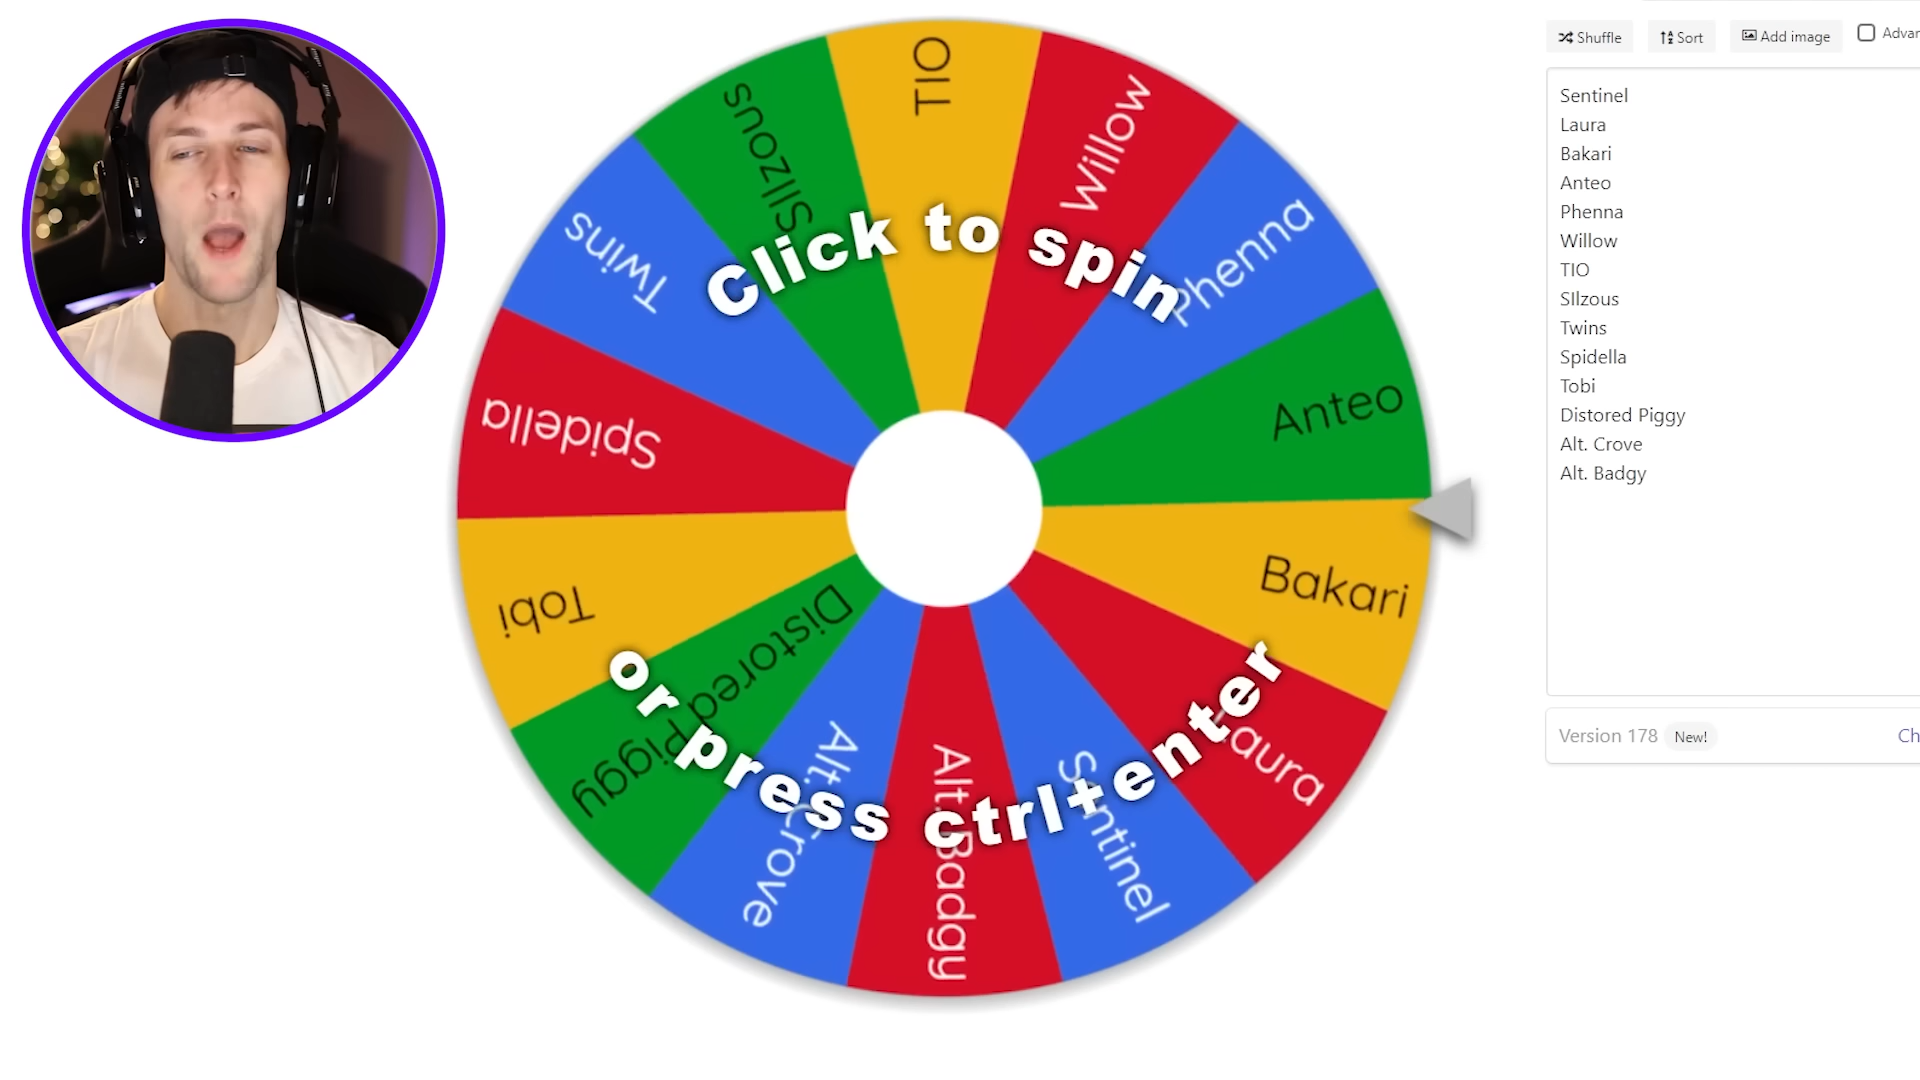 Shuffle
Sort
Add image
Advan
Sentinel
Laura
Bakari
Anteo
Phenna
Willow
TIO
Sllzous
Twins
Spidella
Tobi
Distored Piggy
Alt. Crove
Alt. Badgy
Version 178 New!
Ch
Click to spin
or press ctrl+enter
TIO
Willow
Phenna
Anteo
Bakari
Laura
Sentinel
Alt. Badgy
Alt. Crove
Distored Piggy
Tobi
Spidella
Twins
Sllzous